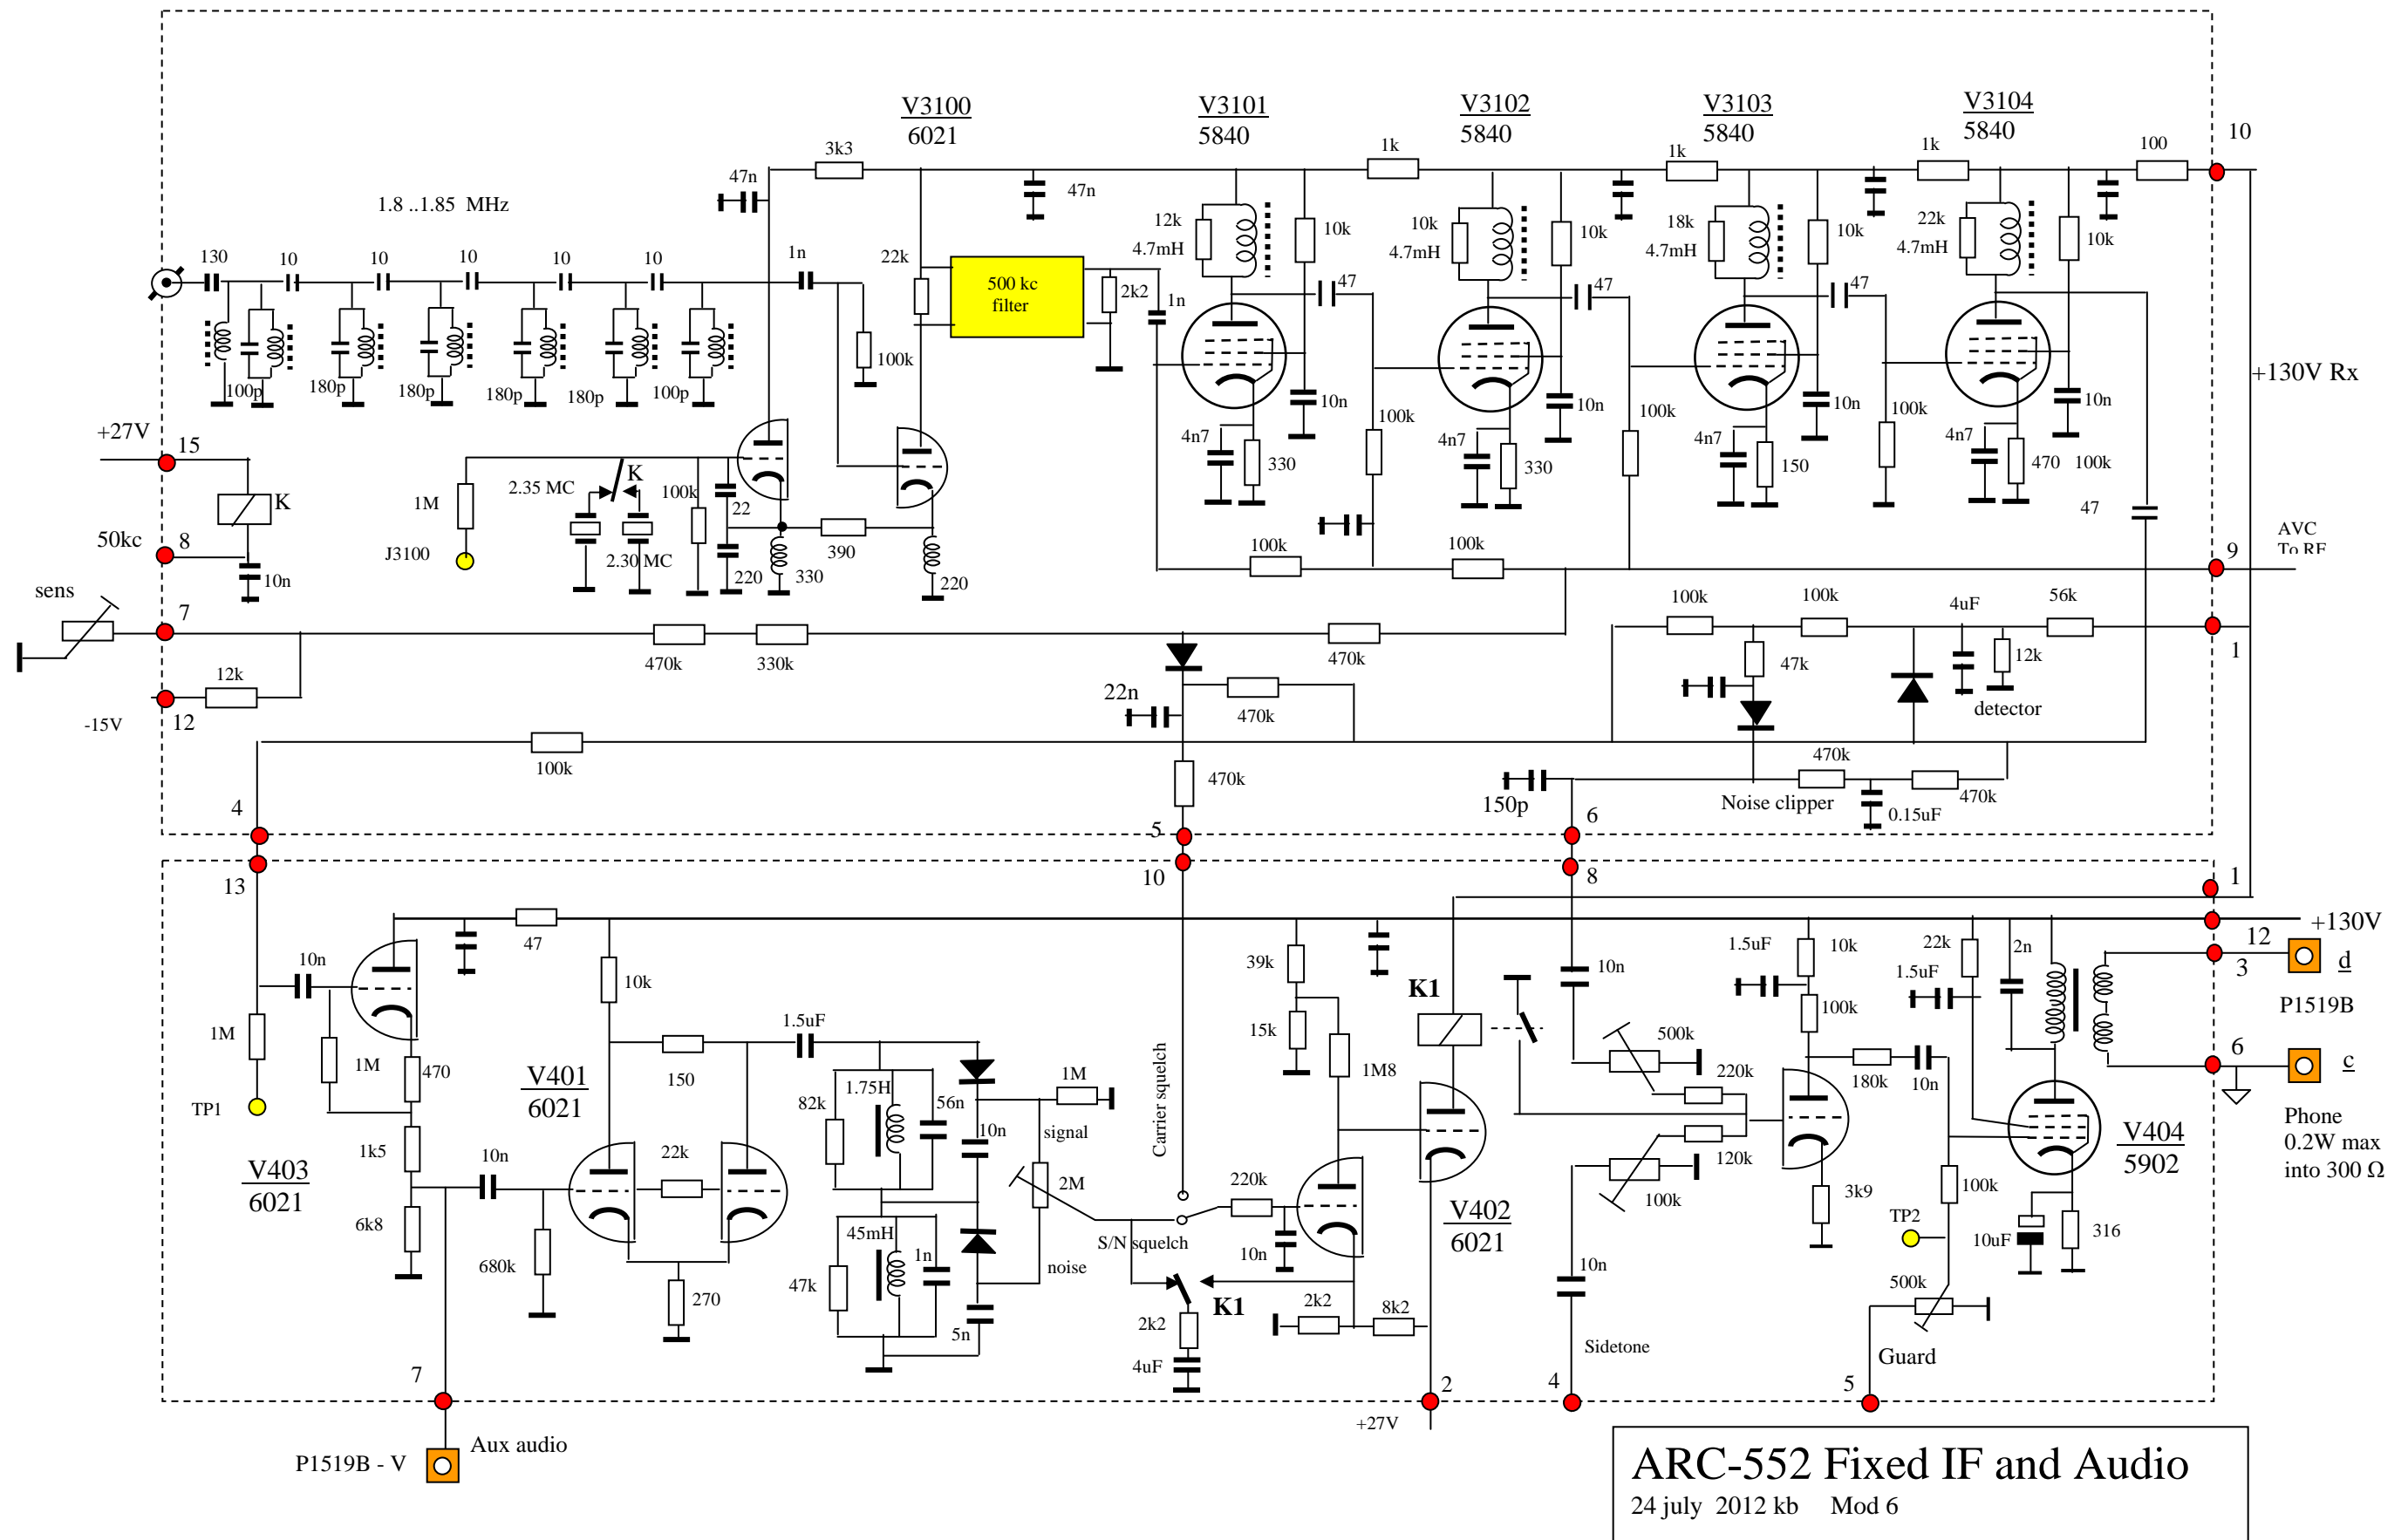 V3100
6021
V3101
5840
V3102
5840
V3103
5840
V3104
5840
10
3k3
1k
1k
1k
100
47n
47n
1.8 ..1.85 MHz
12k
4.7mH
10k
10k
4.7mH
10k
18k
4.7mH
10k
22k
4.7mH
10k
130
10
10
10
10
10
1n
22k
500 kc
filter
2k2
1n
47
47
47
100k
100p
180p
180p
180p
180p
100p
+130V Rx
10n
10n
10n
10n
100k
100k
100k
4n7
330
4n7
330
4n7
150
4n7
470
100k
+27V
15
K
1M
2.35 MC
K
100k
22
47
50kc
8
10n
J3100
2.30 MC
220
330
390
220
100k
100k
AVC
To RF
9
sens
7
470k
330k
470k
100k
100k
4uF
56k
1
47k
12k
detector
12k
-15V
12
22n
470k
100k
470k
150p
470k
Noise clipper
470k
0.15uF
4
5
6
13
10
8
1
+130V
12
47
10n
10k
39k
10n
1.5uF
10k
22k
2n
1.5uF
3
d
P1519B
K1
1M
1M
470
1.5uF
15k
100k
500k
150
1M8
220k
180k
10n
6
c
TP1
V401
6021
82k
1.75H
56n
1M
10n
signal
Carrier squelch
120k
Phone
0.2W max
into 300 Ω
V404
5902
1k5
V403
6021
10n
22k
2M
220k
100k
3k9
100k
6k8
680k
270
45mH
1n
47k
5n
noise
S/N squelch
10n
V402
6021
TP2
10uF
316
10n
500k
K1
2k2
2k2
8k2
4uF
Sidetone
Guard
7
2
4
5
+27V
Aux audio
P1519B - V
ARC-552 Fixed IF and Audio
24 july 2012 kb Mod 6